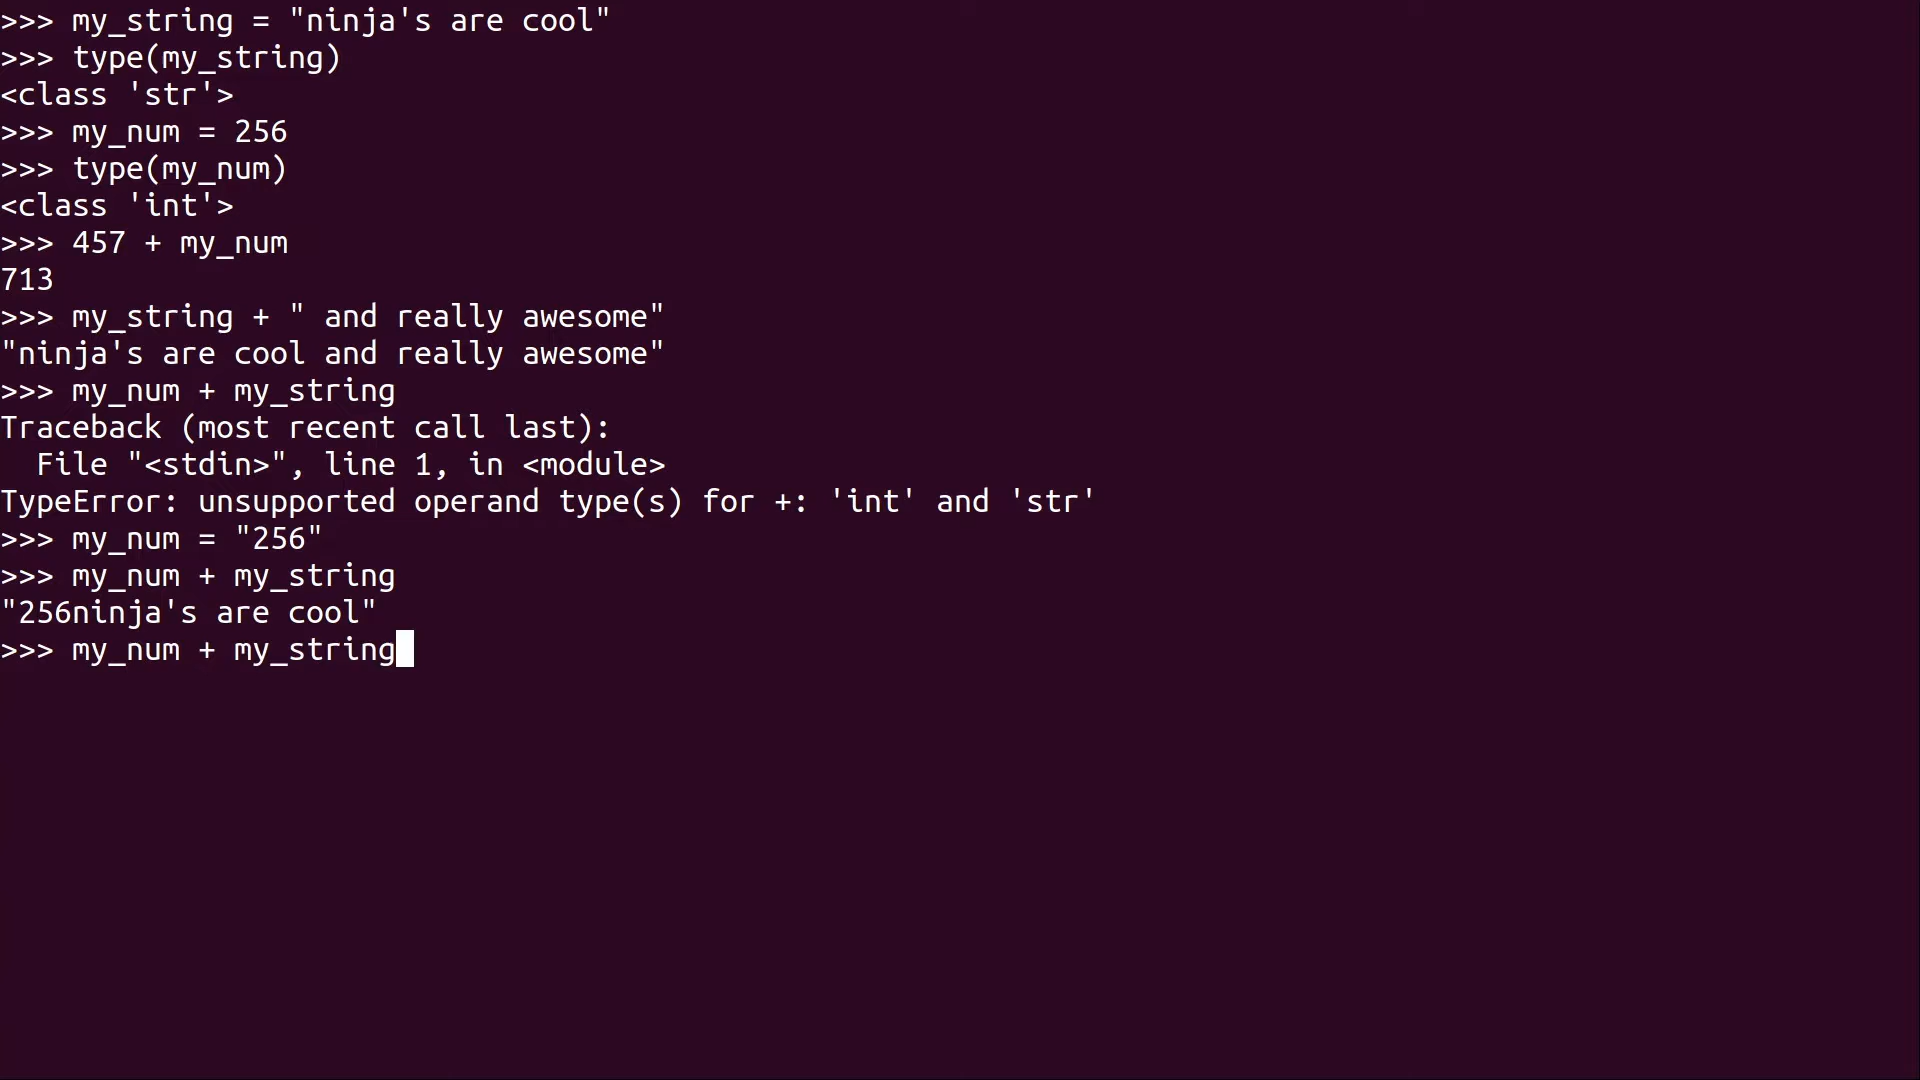 >>> my_string = "ninja's are cool"
>>> type(my_string)
<class 'str'>
>>> my_num = 256
>>> type(my_num)
<class 'int'>
>>> 457 + my_num
713
>>> my_string + " and really awesome"
"ninja's are cool and really awesome"
>>> my_num + my_string
Traceback (most recent call last):
  File "<stdin>", line 1, in <module>
TypeError: unsupported operand type(s) for +: 'int' and 'str'
>>> my_num = "256"
>>> my_num + my_string
"256ninja's are cool"
>>> my_num + my_string